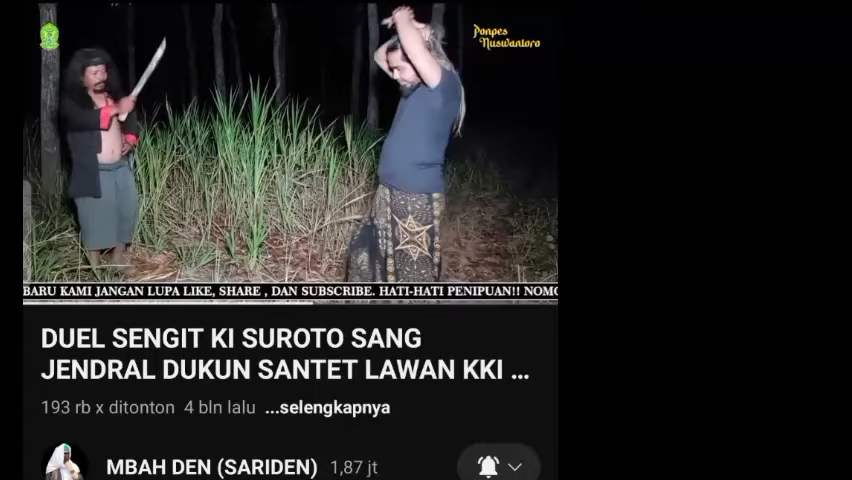 Ponpes
Nuswantoro
BARU KAMI JANGAN LUPA LIKE, SHARE , DAN SUBSCRIBE. HATI-HATI PENIPUAN!! NOMO
DUEL SENGIT KI SUROTO SANG
JENDRAL DUKUN SANTET LAWAN KKI ...
193 rb x ditonton 4 bln lalu ...selengkapnya
MBAH DEN (SARIDEN) 1,87 jt